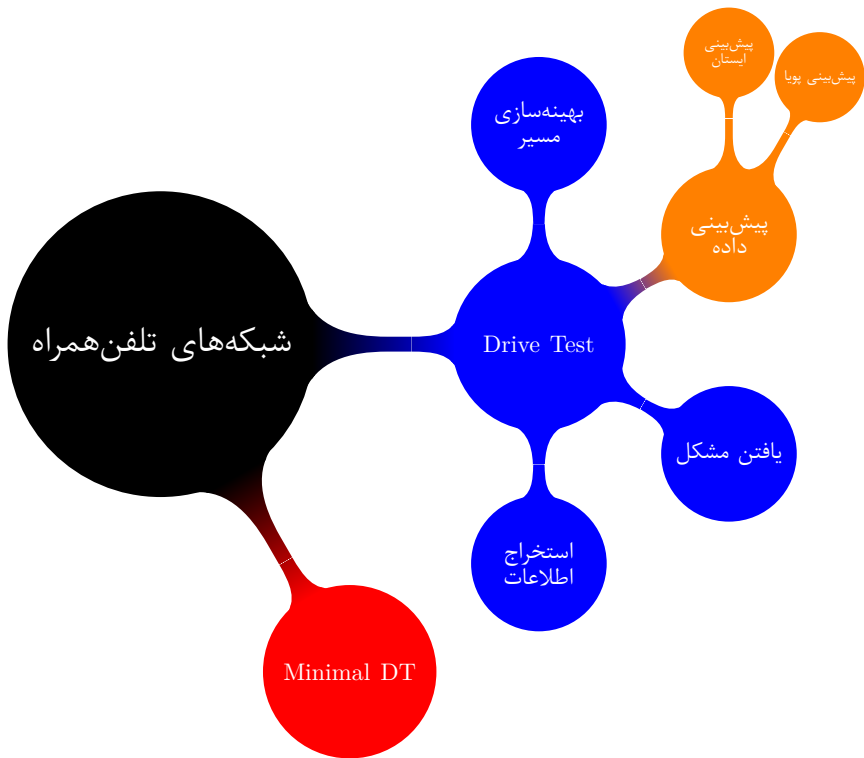 پیش‌بینی
ایستان
پیش‌بینی پویا
بهینه‌سازی
مسیر
پیش‌بینی
داده
شبکه‌های تلفن‌همراه
Drive Test
یافتن مشکل
استخراج
اطلاعات
Minimal DT